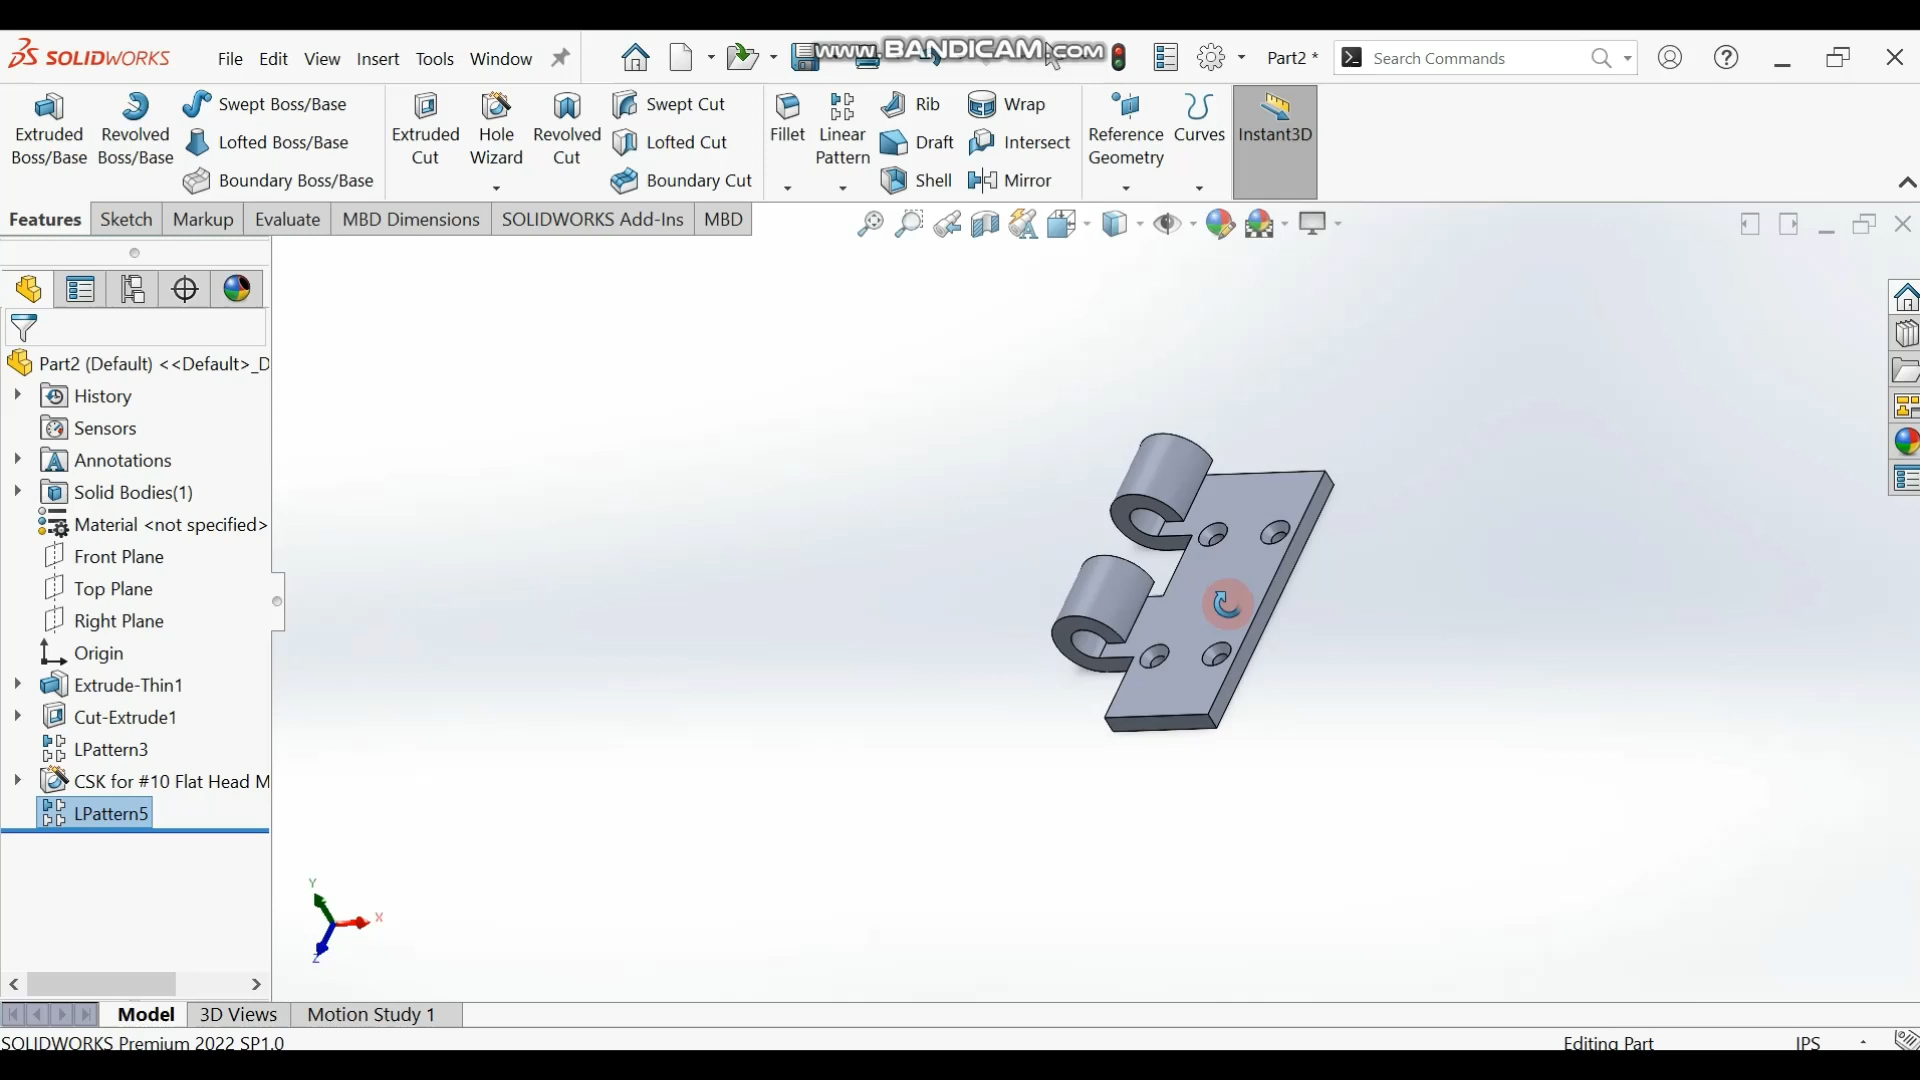 SOLIDWORKS File Edit View Insert Tools Window www.BANDICAM.COM Part2 * Search Commands
Extruded Boss/Base
Revolved Boss/Base
Swept Boss/Base
Lofted Boss/Base
Boundary Boss/Base
Extruded Cut
Hole Wizard
Revolved Cut
Swept Cut
Lofted Cut
Boundary Cut
Fillet
Linear Pattern
Rib
Draft
Shell
Wrap
Intersect
Mirror
Reference Geometry
Curves
Instant3D
Features Sketch Markup Evaluate MBD Dimensions SOLIDWORKS Add-Ins MBD
Part2 (Default) <<Default>_D
History
Sensors
Annotations
Solid Bodies(1)
Material <not specified>
Front Plane
Top Plane
Right Plane
Origin
Extrude-Thin1
Cut-Extrude1
LPattern3
CSK for #10 Flat Head M
LPattern5
Y
X
Z
Model 3D Views Motion Study 1
SOLIDWORKS Premium 2022 SP1.0 Editing Part IPS